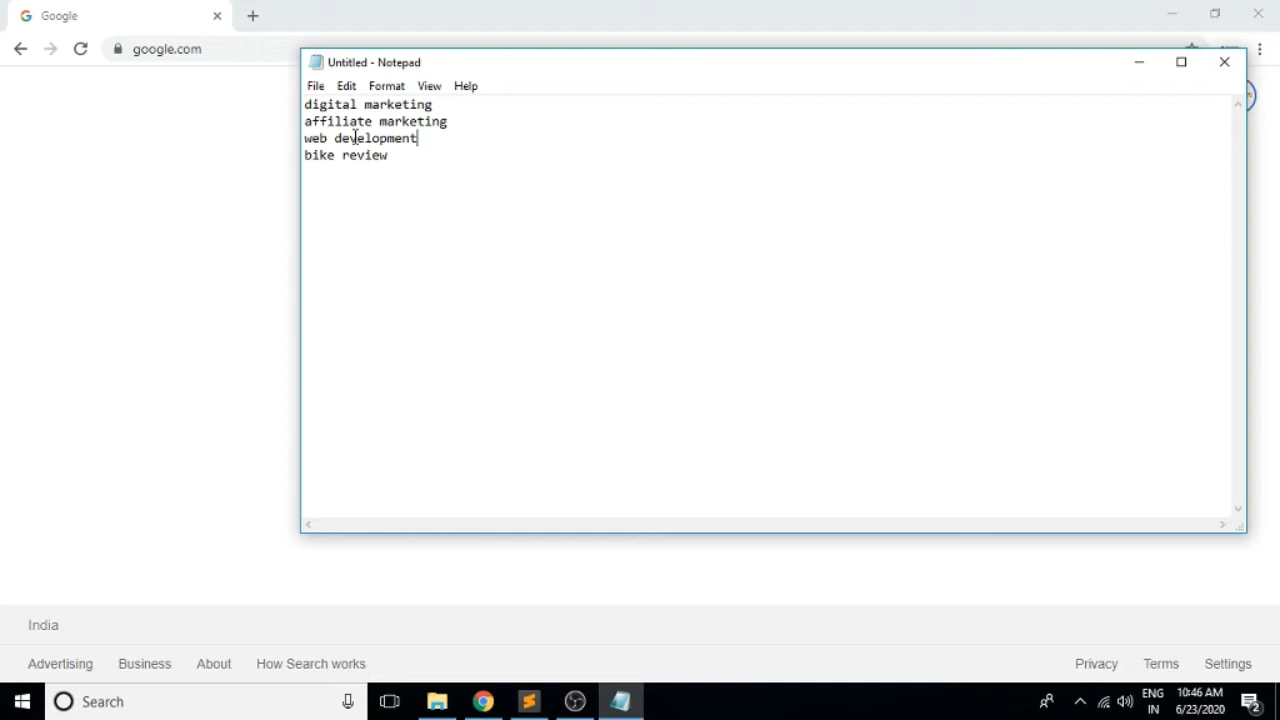 Google
google.com
Untitled - Notepad
File Edit Format View Help
digital marketing
affiliate marketing
web development
bike review
India
Advertising Business About How Search works Privacy Terms Settings
Search
ENG 10:46 AM
IN 6/23/2020
2